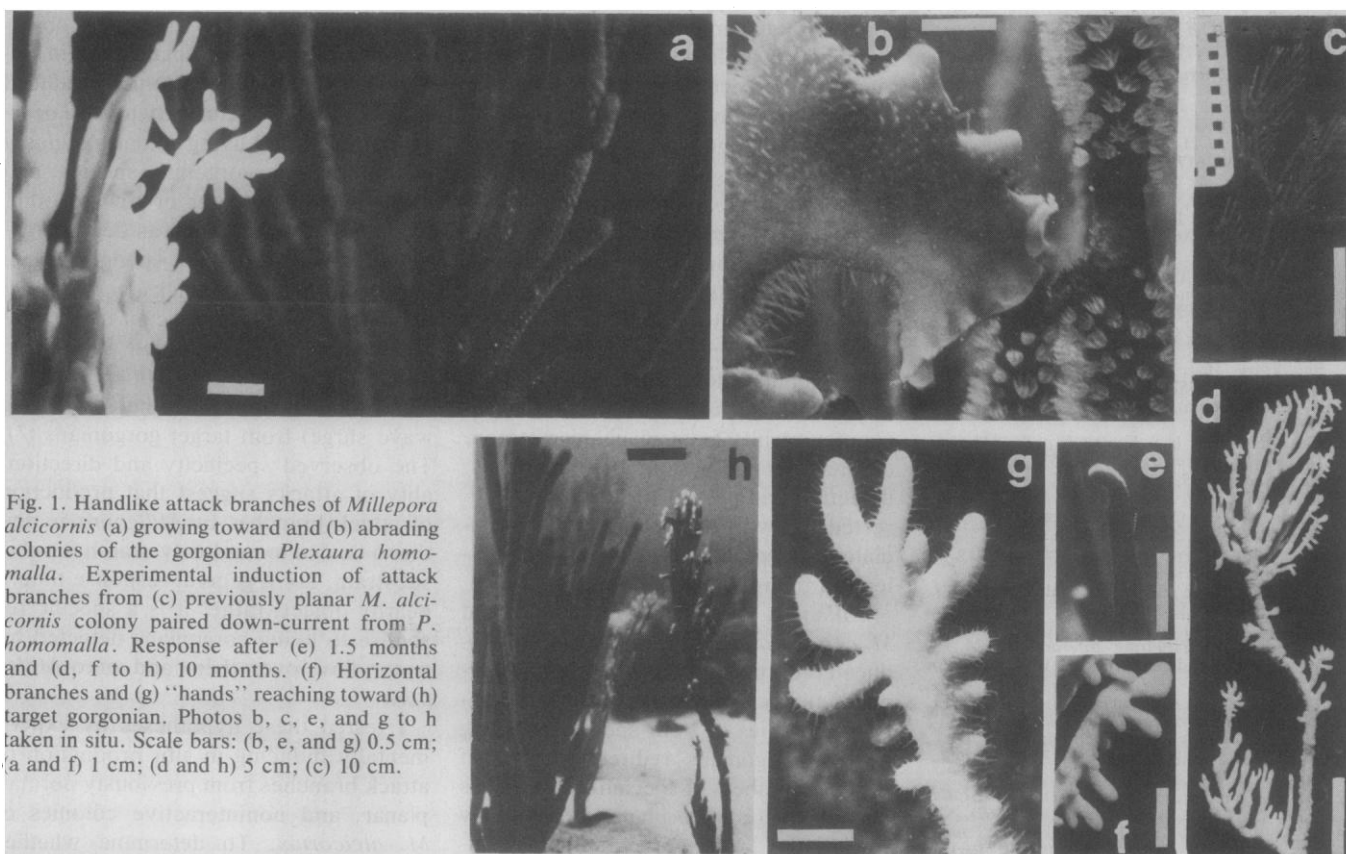 a
b
c
d
h
g
e
f
Fig. 1. Handlike attack branches of Millepora
alcicornis (a) growing toward and (b) abrading
colonies of the gorgonian Plexaura homo-
malla. Experimental induction of attack
branches from (c) previously planar M. alci-
cornis colony paired down-current from P.
homomalla. Response after (e) 1.5 months
and (d, f to h) 10 months. (f) Horizontal
branches and (g) "hands" reaching toward (h)
target gorgonian. Photos b, c, e, and g to h
taken in situ. Scale bars: (b, e, and g) 0.5 cm;
(a and f) 1 cm; (d and h) 5 cm; (c) 10 cm.